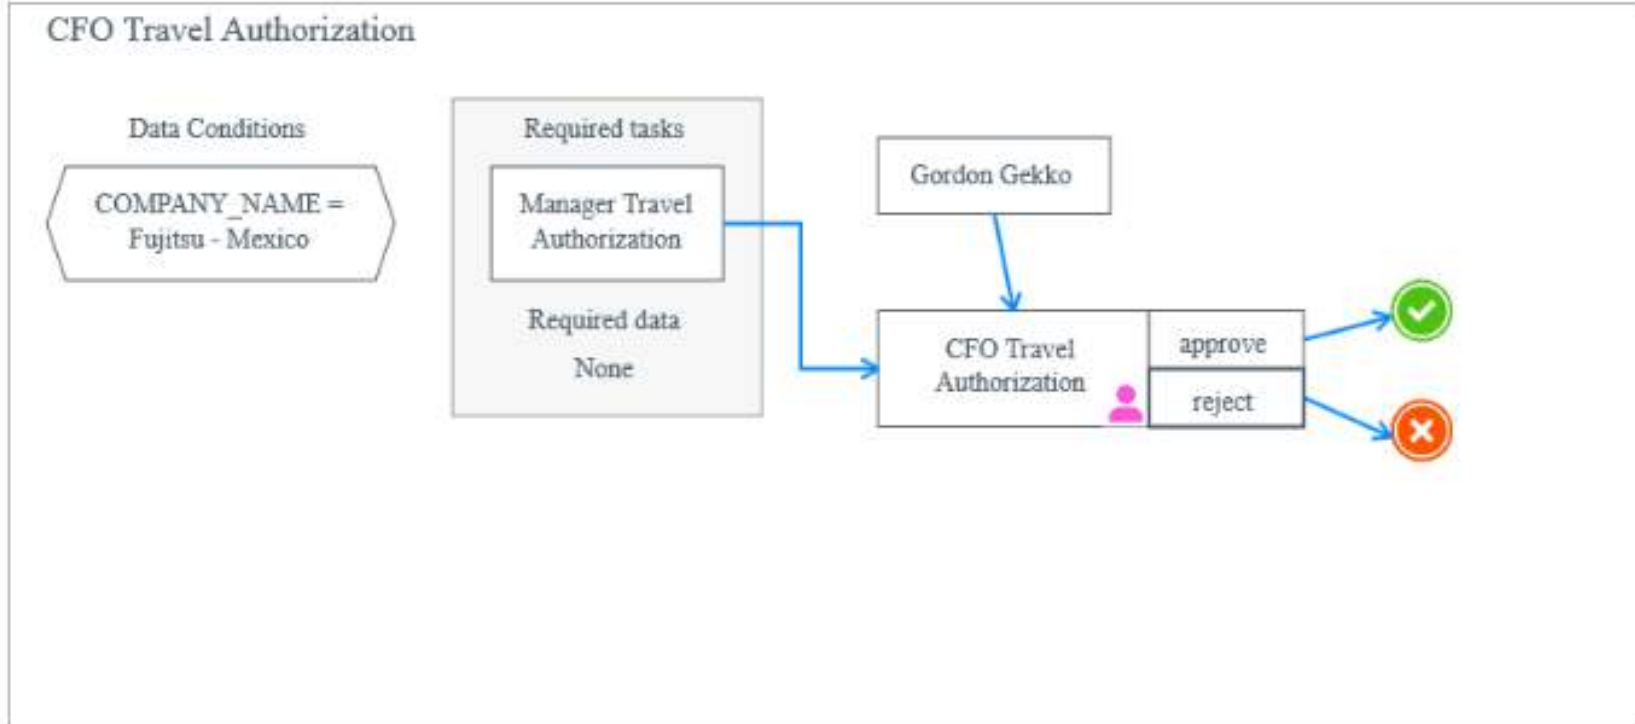 CFO Travel Authorization
Data Conditions
COMPANY_NAME =
Fujitsu - Mexico
Required tasks
Manager Travel
Authorization
Required data
None
Gordon Gekko
CFO Travel
Authorization
approve
reject